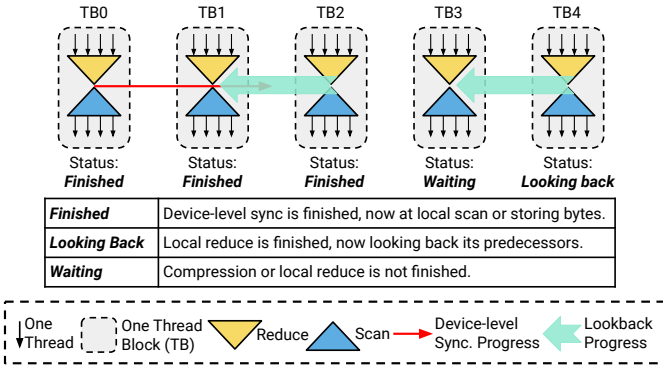 TB0 TB1 TB2 TB3 TB4
Status: Status: Status: Status: Status:
Finished Finished Finished Waiting Looking back
Finished Device-level sync is finished, now at local scan or storing bytes.
Looking Back Local reduce is finished, now looking back its predecessors.
Waiting Compression or local reduce is not finished.
One Thread
One Thread Block (TB)
Reduce
Scan
Device-level Sync. Progress
Lookback Progress